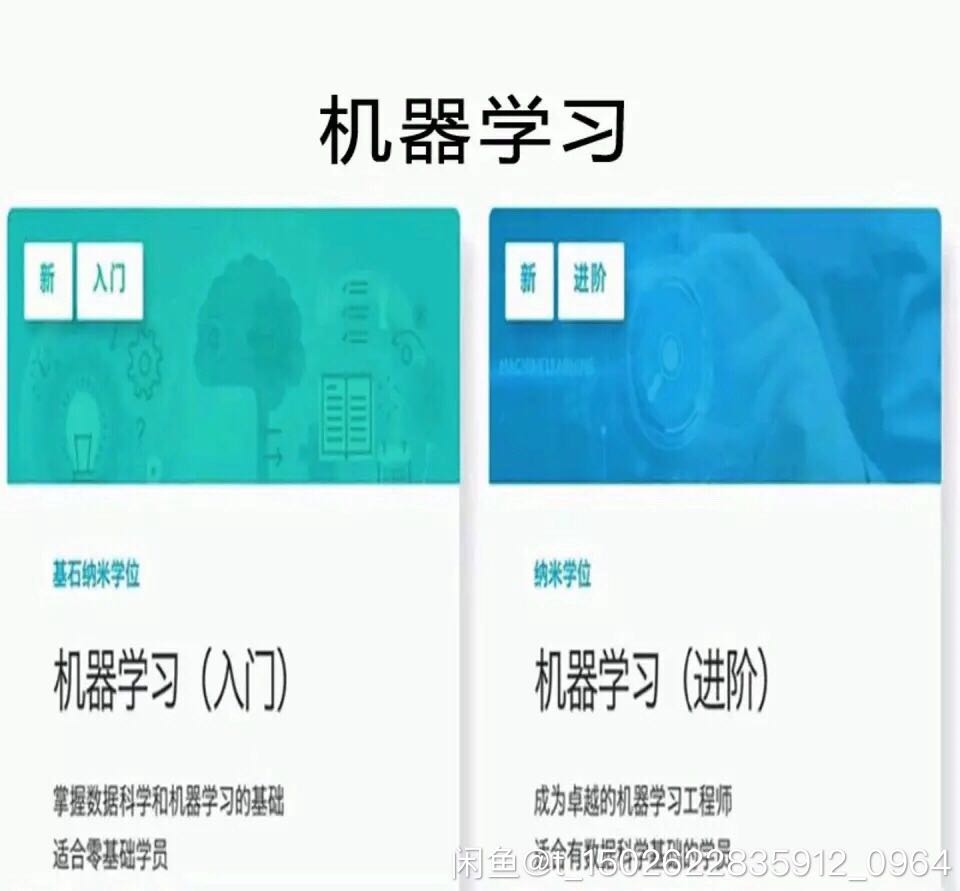 机器学习
新 入门
新 进阶
MACHINE LEARNING
基石纳米学位
机器学习（入门）
掌握数据科学和机器学习的基础
适合零基础学员
纳米学位
机器学习（进阶）
成为卓越的机器学习工程师
适合有数据科学基础的学员
闲鱼@t_1502622835912_0964